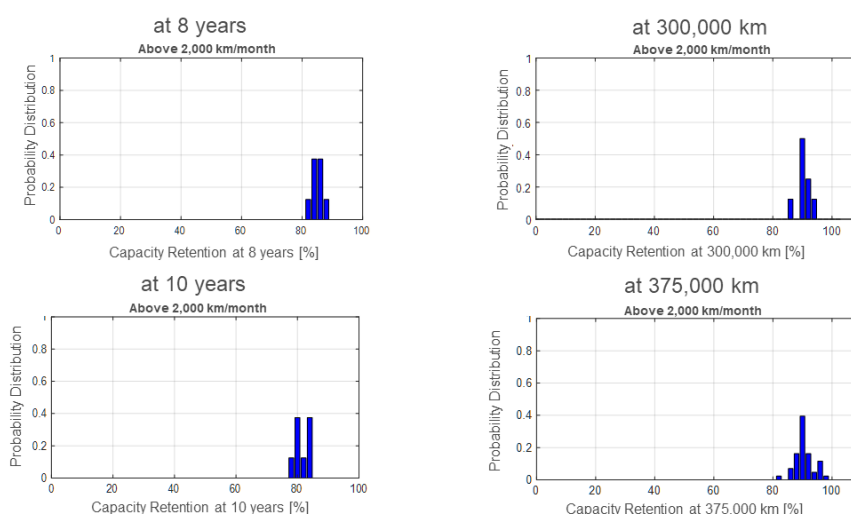 at 8 years
Above 2,000 km/month
Probability Distribution
1
0.8
0.6
0.4
0.2
0
0 20 40 60 80 100
Capacity Retention at 8 years [%]
at 300,000 km
Above 2,000 km/month
Probability Distribution
1
0.8
0.6
0.4
0.2
0
0 20 40 60 80 100
Capacity Retention at 300,000 km [%]
at 10 years
Above 2,000 km/month
Probability Distribution
1
0.8
0.6
0.4
0.2
0
0 20 40 60 80 100
Capacity Retention at 10 years [%]
at 375,000 km
Above 2,000 km/month
Probability Distribution
1
0.8
0.6
0.4
0.2
0
0 20 40 60 80 100
Capacity Retention at 375,000 km [%]